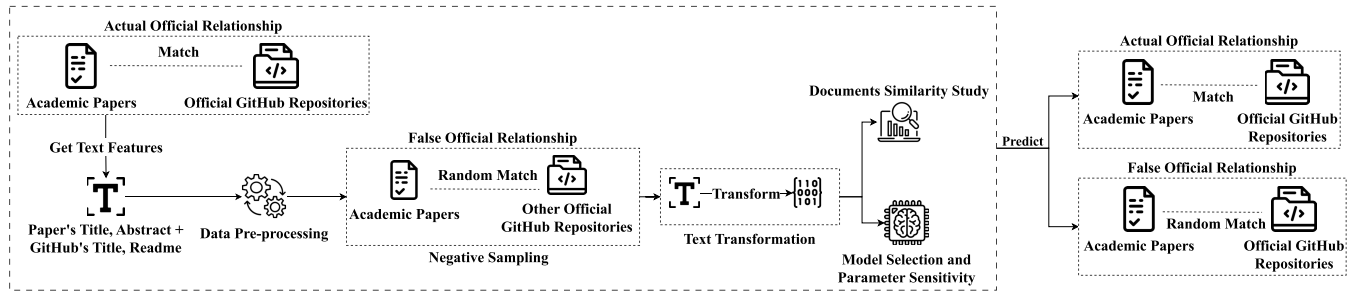 Actual Official Relationship
Match
Academic Papers
Official GitHub Repositories
Get Text Features
T
Paper's Title, Abstract +
GitHub's Title, Readme
Data Pre-processing
False Official Relationship
Random Match
Academic Papers
Other Official
GitHub Repositories
Negative Sampling
T
Transform
110
000
101
Text Transformation
Documents Similarity Study
Model Selection and
Parameter Sensitivity
Predict
Actual Official Relationship
Match
Academic Papers
Official GitHub
Repositories
False Official Relationship
Random Match
Academic Papers
Official GitHub
Repositories